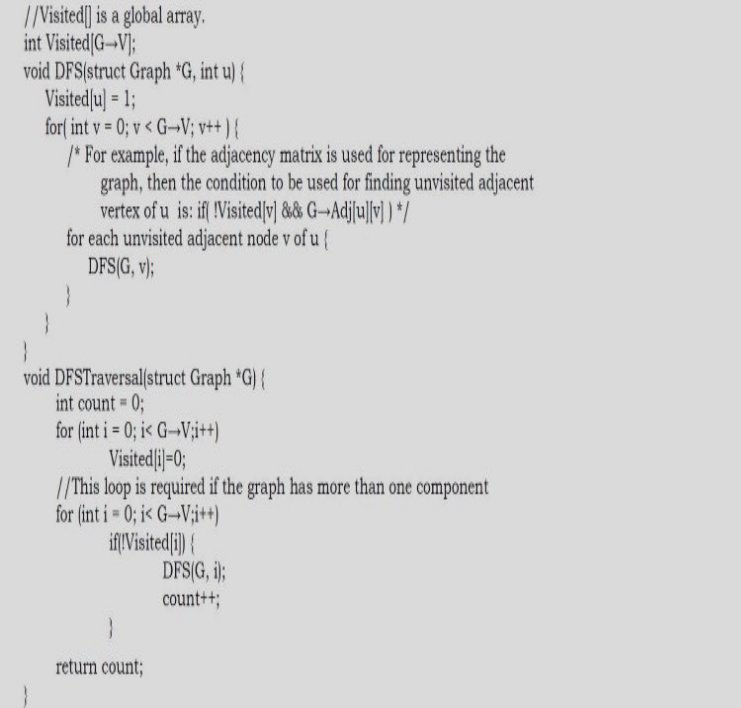 //Visited[] is a global array.
int Visited[G→V];
void DFS(struct Graph *G, int u) {
Visited[u] = 1;
for( int v = 0; v < G→V; v++ ) {
/* For example, if the adjacency matrix is used for representing the
graph, then the condition to be used for finding unvisited adjacent
vertex of u is: if( !Visited[v] && G→Adj[u][v] ) */
for each unvisited adjacent node v of u {
DFS(G, v);
}
}
}
void DFSTraversal(struct Graph *G) {
int count = 0;
for (int i = 0; i< G→V;i++)
Visited[i]=0;
//This loop is required if the graph has more than one component
for (int i = 0; i< G→V;i++)
if(!Visited[i]) {
DFS(G, i);
count++;
}
return count;
}